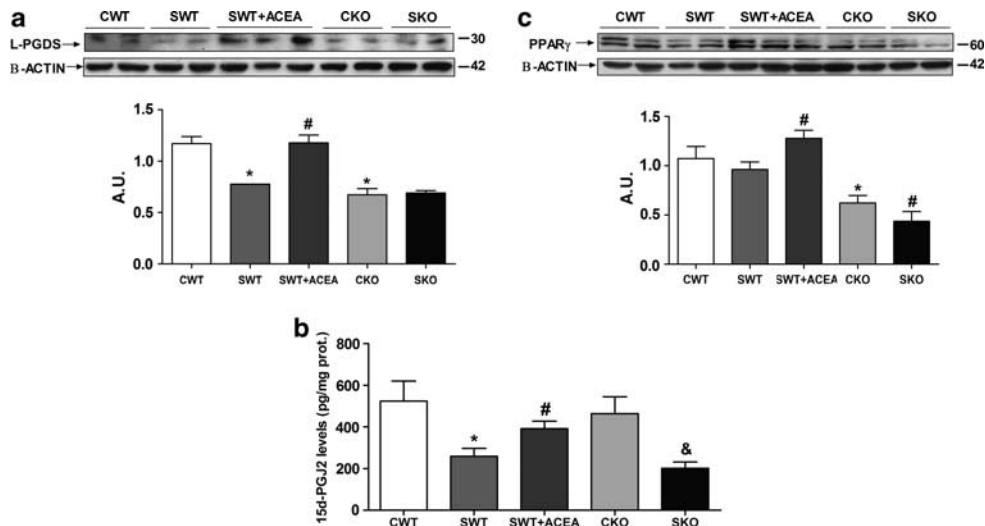 a
CWT SWT SWT+ACEA CKO SKO
L-PGDS 30
B-ACTIN 42
1.5
1.0
0.5
0.0
A.U.
* # *
CWT SWT SWT+ACEA CKO SKO
c
CWT SWT SWT+ACEA CKO SKO
PPARγ 60
B-ACTIN 42
1.5
1.0
0.5
0.0
A.U.
# * #
CWT SWT SWT+ACEA CKO SKO
b
800
600
400
200
0
15d-PGJ2 levels (pg/mg prot.)
* # &
CWT SWT SWT+ACEA CKO SKO